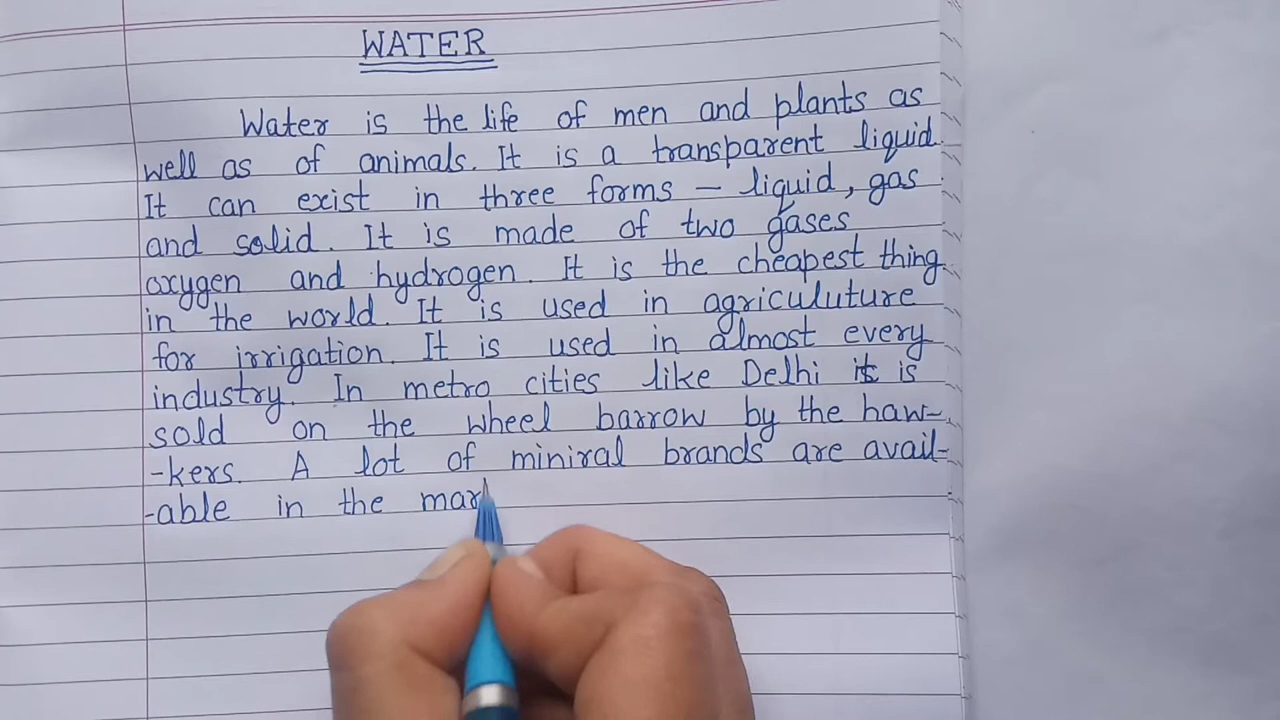 WATER
Water is the life of men and plants as
well as of animals. It is a transparent liquid.
It can exist in three forms – liquid, gas
and solid. It is made of two gases
oxygen and hydrogen. It is the cheapest thing
in the world. It is used in agriculuture
for irrigation. It is used in almost every
industry. In metro cities like Delhi it is
sold on the wheel barrow by the haw-
-kers. A lot of miniral brands are avail-
-able in the mar